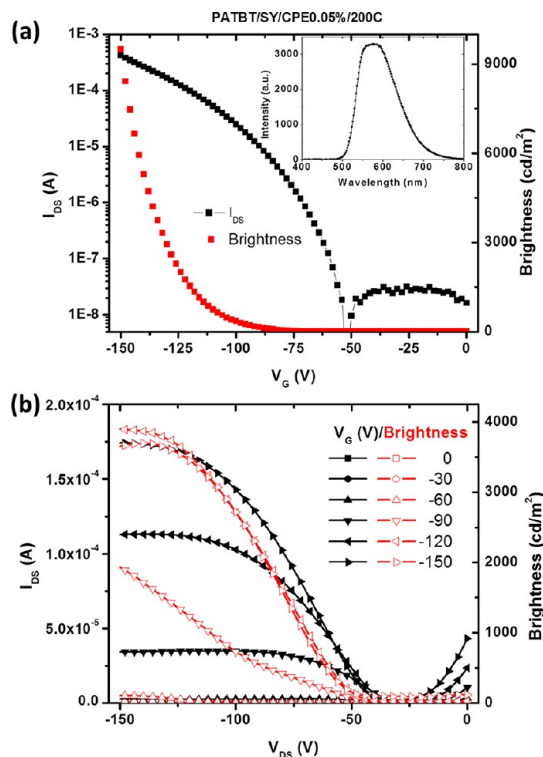 PATBT/SY/CPE0.05%/200C
(a)
1E-3
1E-4
1E-5
1E-6
1E-7
1E-8
I_DS (A)
9000
6000
3000
0
Brightness (cd/m²)
3000
2000
1000
0
Intensity (a.u.)
400 500 600 700 800
Wavelength (nm)
I_DS
Brightness
-150 -125 -100 -75 -50 -25 0
V_G (V)
(b)
2.0x10⁻⁴
1.5x10⁻⁴
1.0x10⁻⁴
5.0x10⁻⁵
0.0
I_DS (A)
4000
3000
2000
1000
0
Brightness (cd/m²)
V_G (V)/Brightness
0
-30
-60
-90
-120
-150
-150 -100 -50 0
V_DS (V)